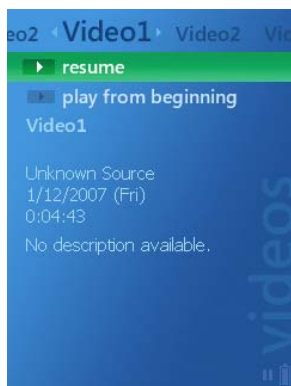 eo2 Video1 Video2 Vid
resume
play from beginning
Video1
Unknown Source
1/12/2007 (Fri)
0:04:43
No description available.
videos